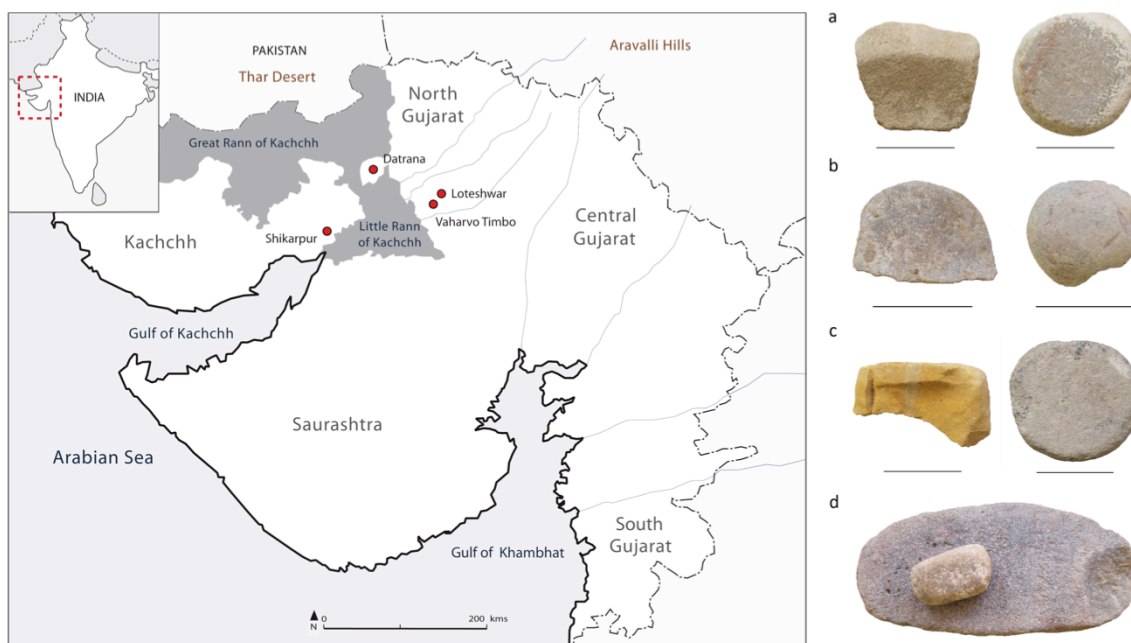 INDIA
PAKISTAN
Thar Desert
Aravalli Hills
North
Gujarat
Great Rann of Kachchh
Datrana
Loteshwar
Vaharvo Timbo
Central
Gujarat
Little Rann
of Kachchh
Kachchh
Shikarpur
Gulf of Kachchh
Saurashtra
Arabian Sea
South
Gujarat
Gulf of Khambhat
N
0
200 kms
a
b
c
d